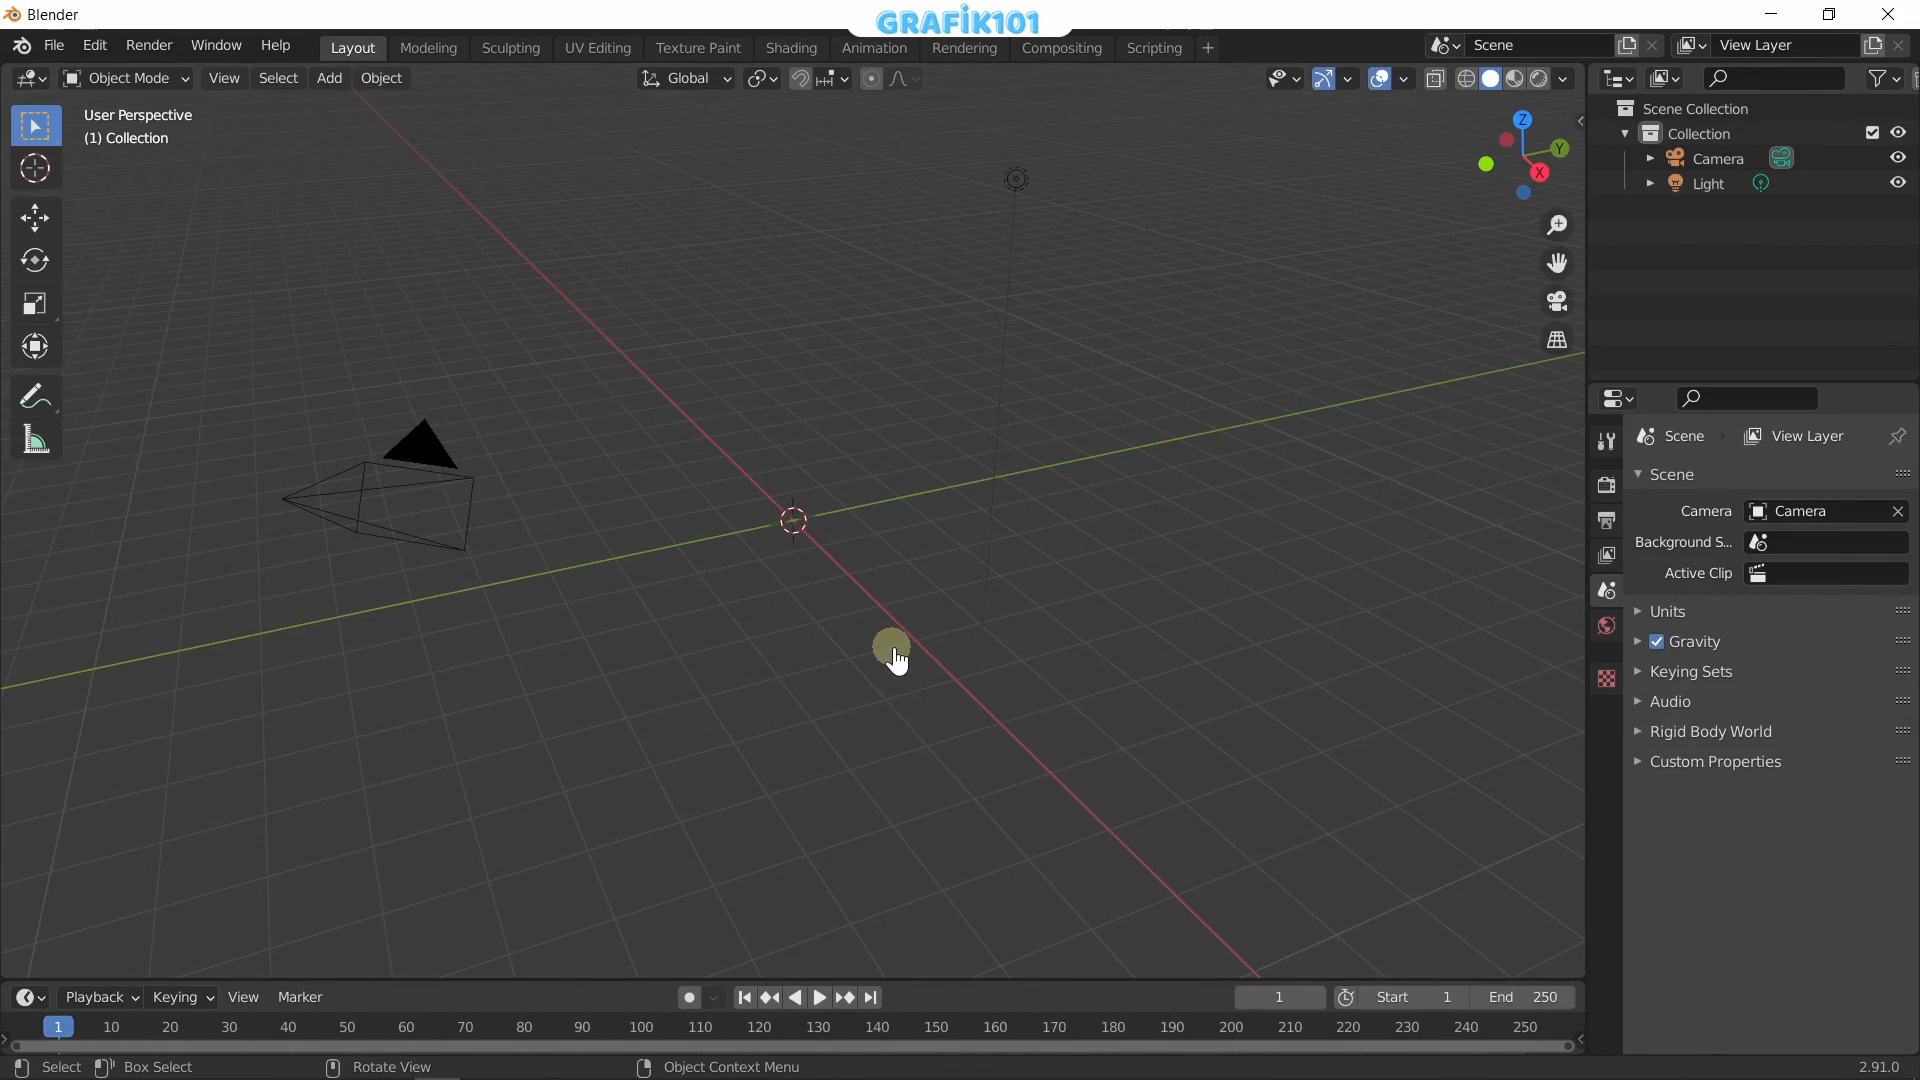 Blender
GRAFİK101
File Edit Render Window Help
Layout Modeling Sculpting UV Editing Texture Paint Shading Animation Rendering Compositing Scripting +
Scene
View Layer
Object Mode View Select Add Object
Global
User Perspective
(1) Collection
Z
Y
X
Scene Collection
Collection
Camera
Light
Scene View Layer
Scene
Camera Camera
Background S...
Active Clip
Units
Gravity
Keying Sets
Audio
Rigid Body World
Custom Properties
Playback Keying View Marker
1
Start 1
End 250
1 10 20 30 40 50 60 70 80 90 100 110 120 130 140 150 160 170 180 190 200 210 220 230 240 250
Select Box Select Rotate View Object Context Menu
2.91.0